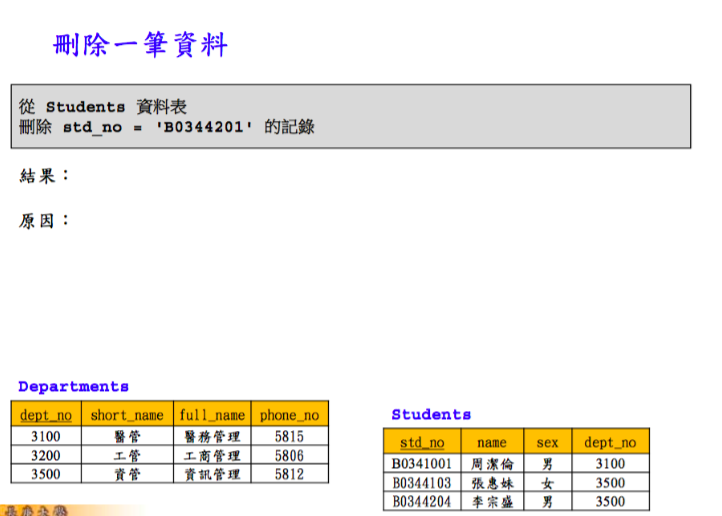 刪除一筆資料
從 Students 資料表
刪除 std_no = 'B0344201' 的記錄
結果：
原因：
Departments
dept_no short_name full_name phone_no
3100 醫管 醫務管理 5815
3200 工管 工商管理 5806
3500 資管 資訊管理 5812
Students
std_no name sex dept_no
B0341001 周潔倫 男 3100
B0344103 張惠妹 女 3500
B0344204 李宗盛 男 3500